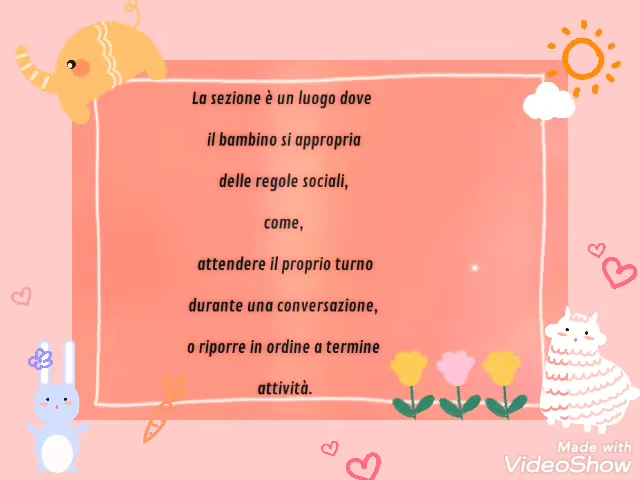 La sezione è un luogo dove
il bambino si appropria
delle regole sociali,
come,
attendere il proprio turno
durante una conversazione,
o riporre in ordine a termine
attività.
Made with
VideoShow